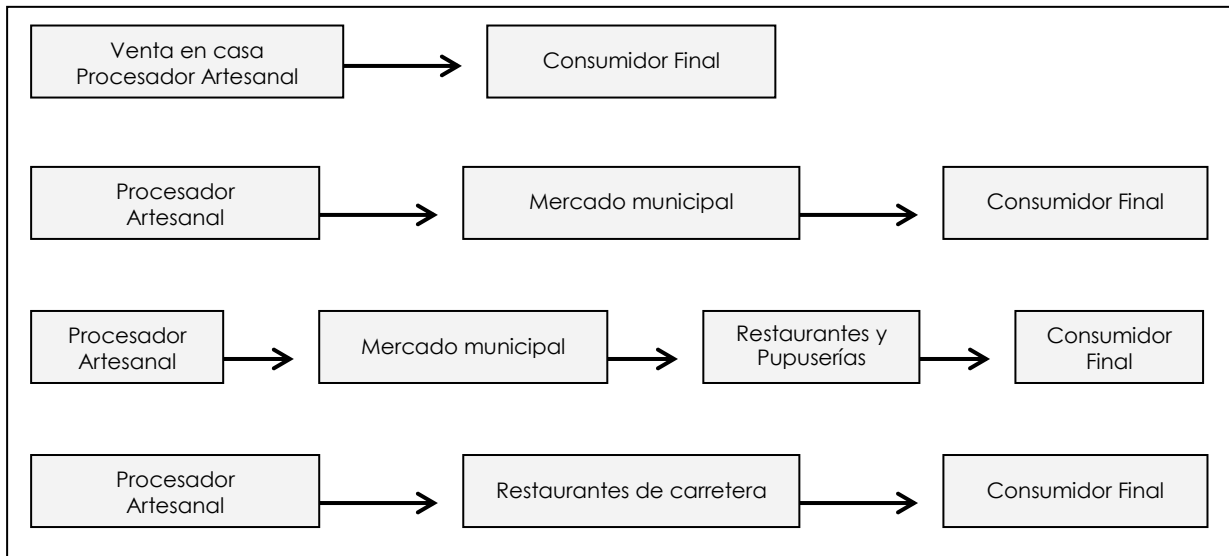 Venta en casa
Procesador Artesanal
Consumidor Final
Procesador
Artesanal
Mercado municipal
Consumidor Final
Procesador
Artesanal
Mercado municipal
Restaurantes y
Pupuserías
Consumidor
Final
Procesador
Artesanal
Restaurantes de carretera
Consumidor Final